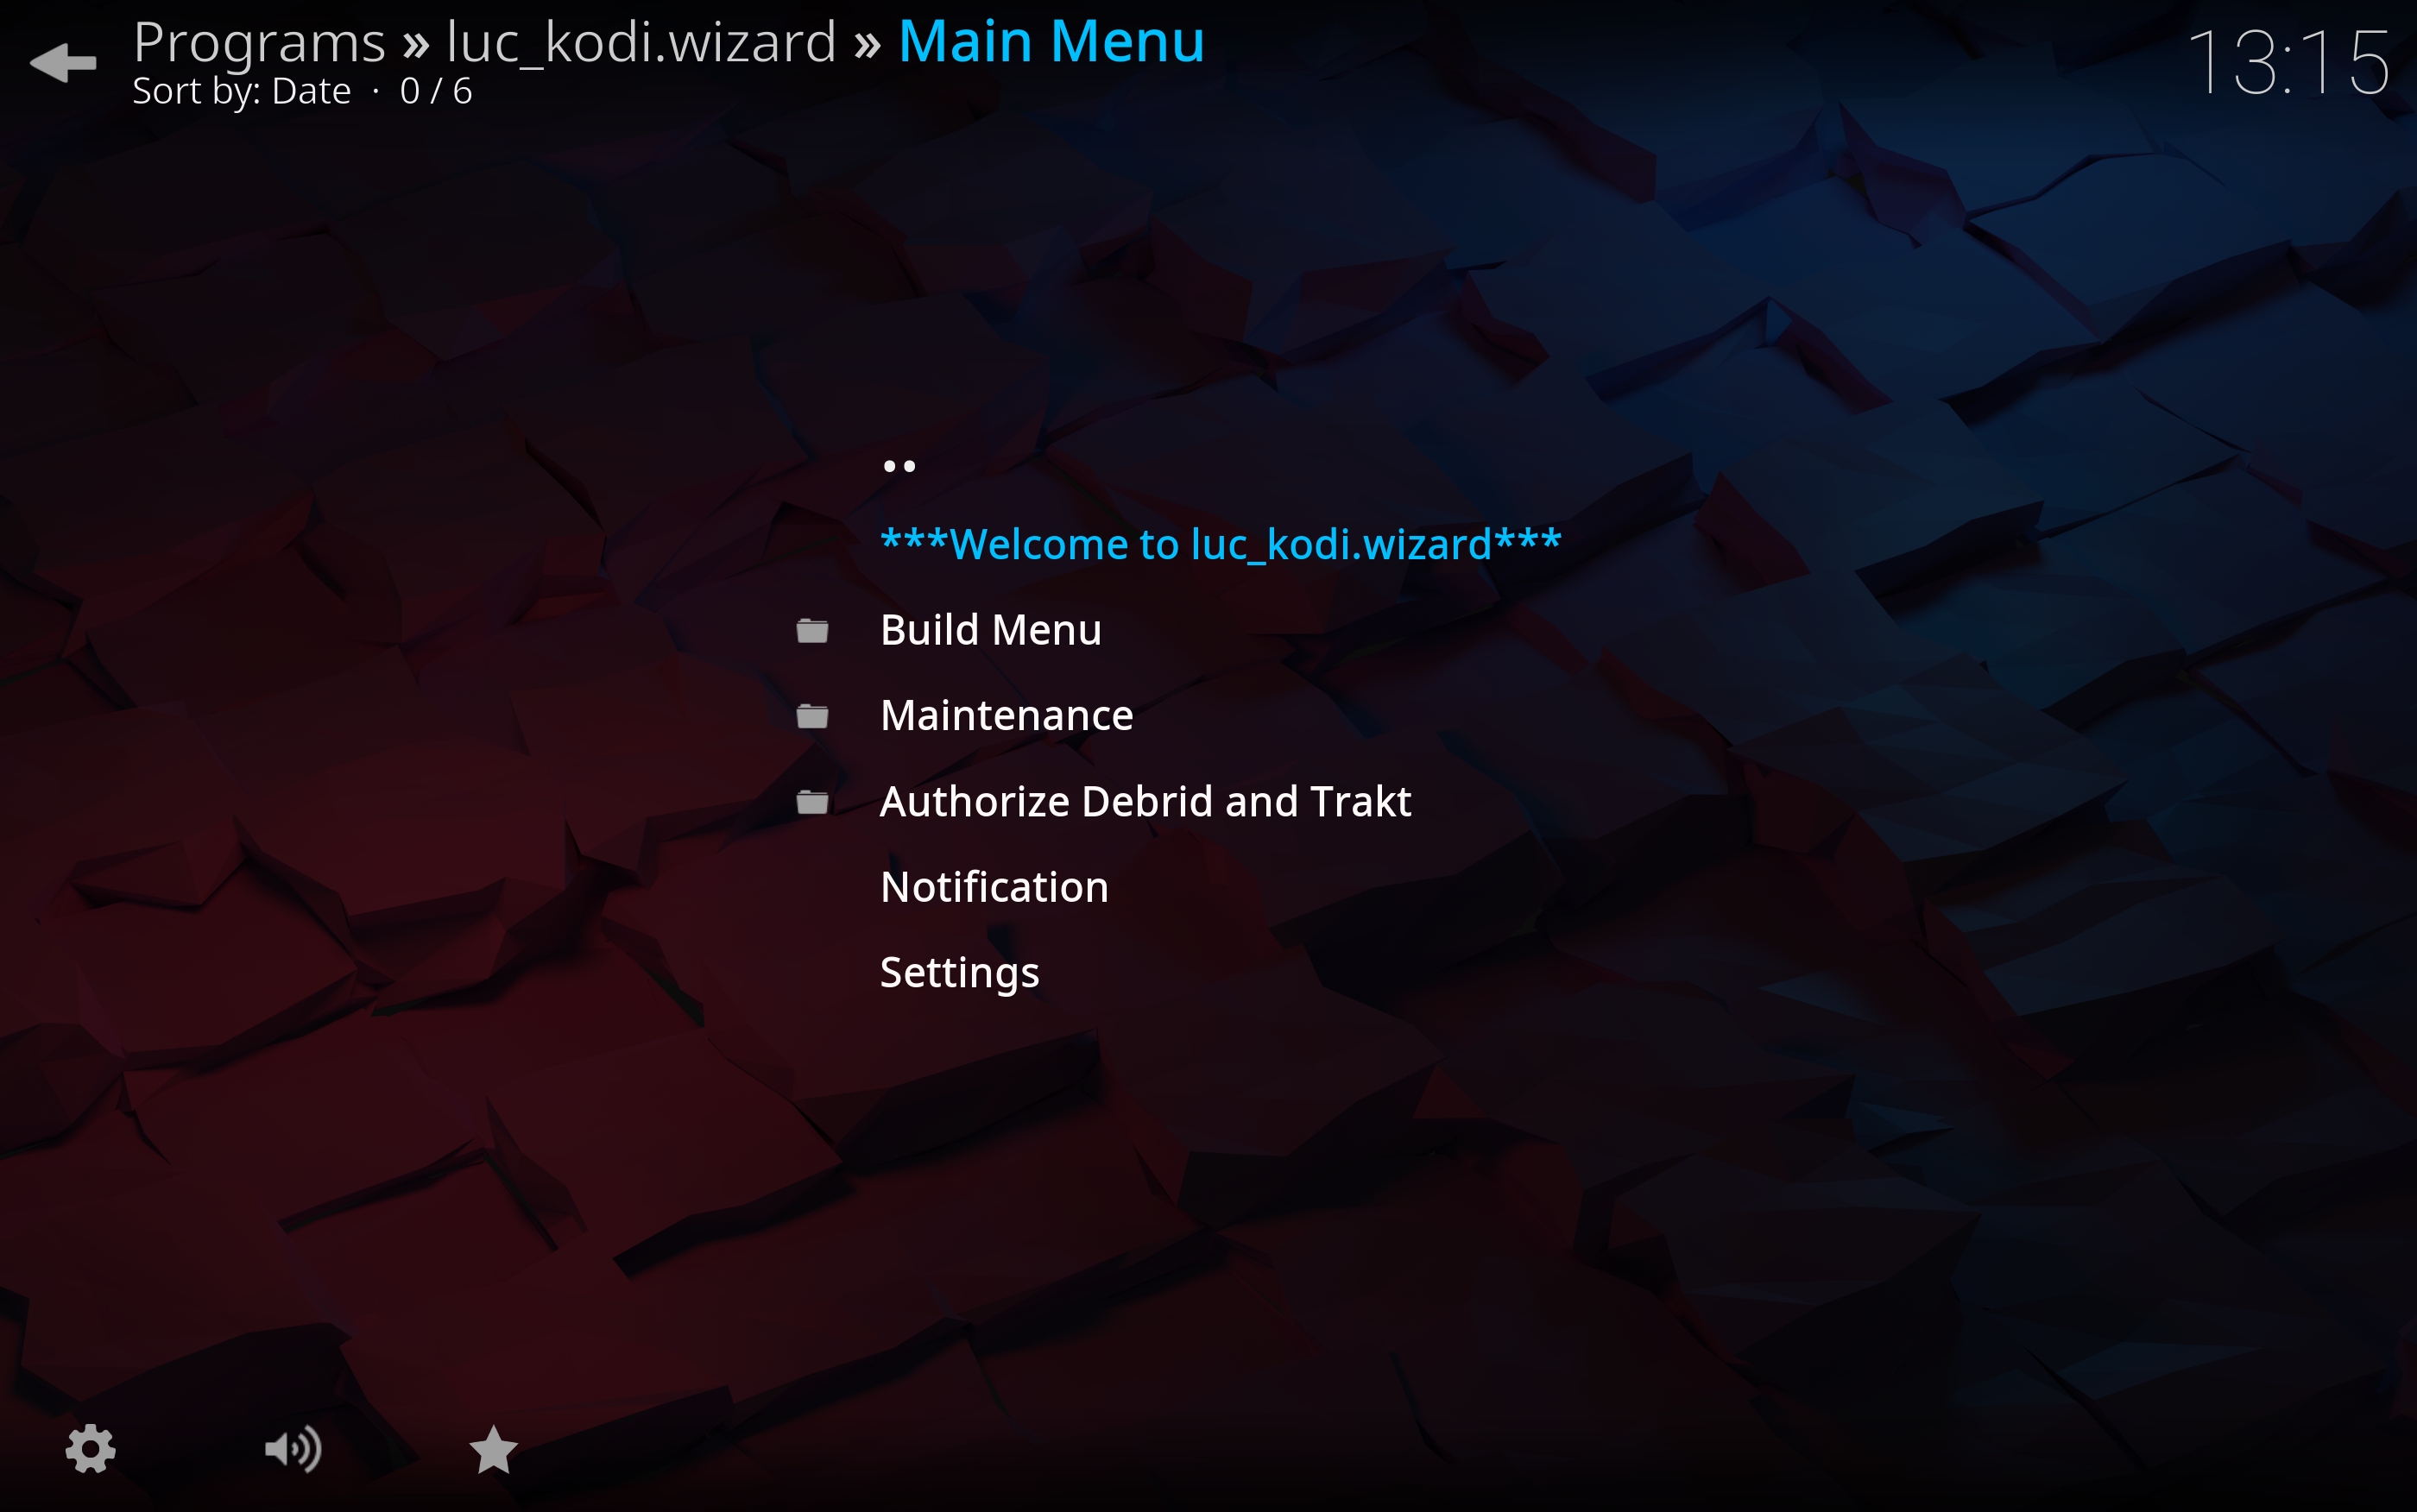 Programs » luc_kodi.wizard » Main Menu
Sort by: Date · 0 / 6
13:15
..
***Welcome to luc_kodi.wizard***
Build Menu
Maintenance
Authorize Debrid and Trakt
Notification
Settings